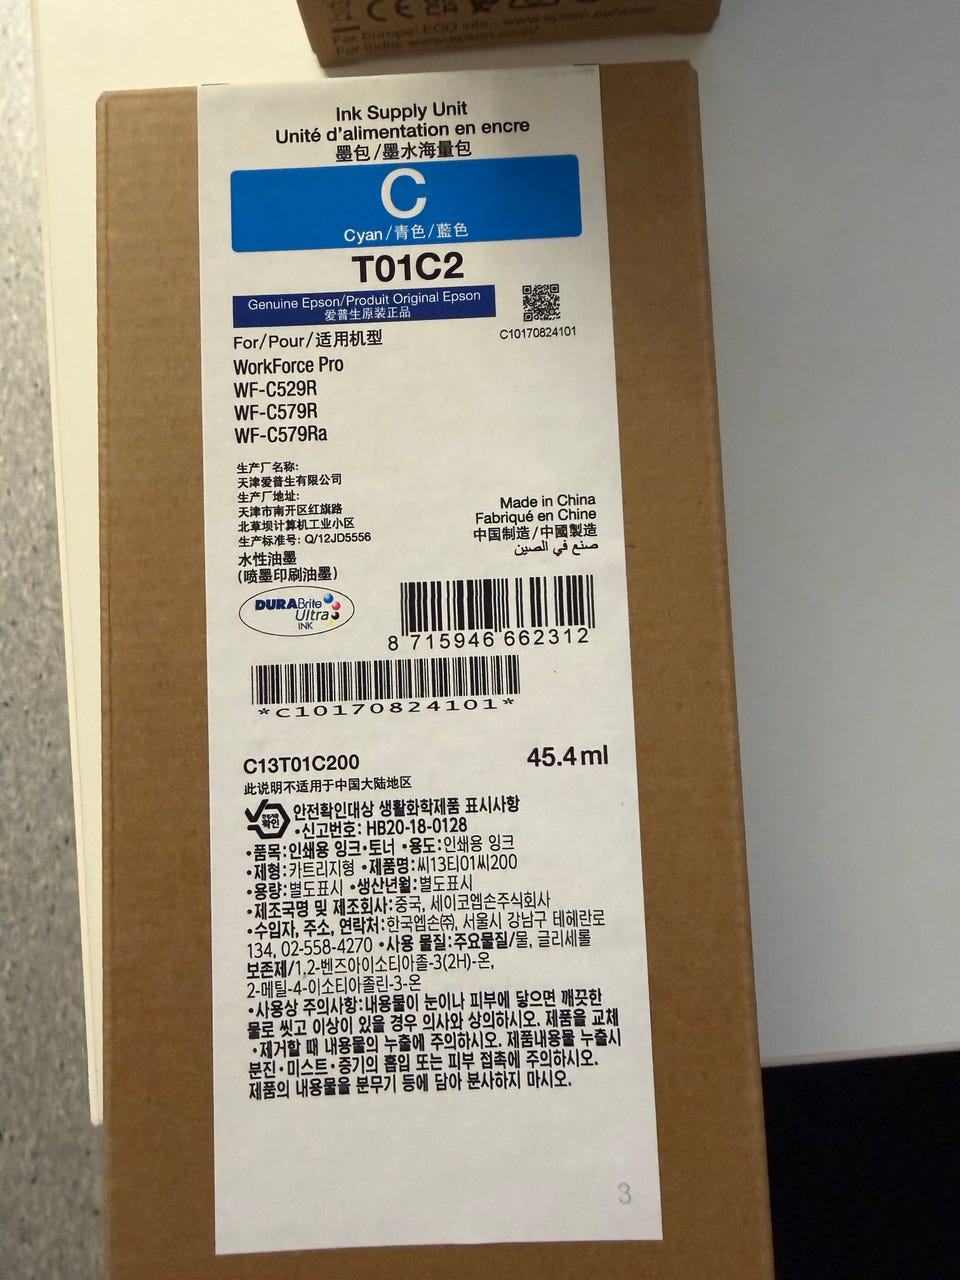 For Europe: ECO info : www.epson.eu/weee
For India: www.epson.co.in/
Ink Supply Unit
Unité d'alimentation en encre
墨包/墨水海量包
C
Cyan/青色/藍色
T01C2
Genuine Epson/Produit Original Epson
爱普生原装正品
C10170824101
For/Pour/适用机型
WorkForce Pro
WF-C529R
WF-C579R
WF-C579Ra
生产厂名称:
天津爱普生有限公司
生产厂地址:
天津市南开区红旗路
北草坝计算机工业小区
生产标准号: Q/12JD5556
水性油墨
(喷墨印刷油墨)
Made in China
Fabriqué en Chine
中国制造/中國製造
صنع في الصين
DURABrite
Ultra
INK
8 715946 662312
*C10170824101*
C13T01C200
45.4ml
此说明不适用于中国大陆地区
확인
안전확인대상 생활화학제품 표시사항
•신고번호: HB20-18-0128
•품목:인쇄용 잉크•토너 •용도:인쇄용 잉크
•제형:카트리지형 •제품명:씨13티01씨200
•용량:별도표시 •생산년월:별도표시
•제조국명 및 제조회사:중국, 세이코엡손주식회사
•수입자, 주소, 연락처:한국엡손㈜, 서울시 강남구 테헤란로
134, 02-558-4270 •사용 물질:주요물질/물, 글리세롤
보존제/1,2-벤즈아이소티아졸-3(2H)-온,
2-메틸-4-이소티아졸린-3-온
•사용상 주의사항:내용물이 눈이나 피부에 닿으면 깨끗한
물로 씻고 이상이 있을 경우 의사와 상의하시오. 제품을 교체
•제거할 때 내용물의 누출에 주의하시오. 제품내용물 누출시
분진•미스트•증기의 흡입 또는 피부 접촉에 주의하시오.
제품의 내용물을 분무기 등에 담아 분사하지 마시오.
3